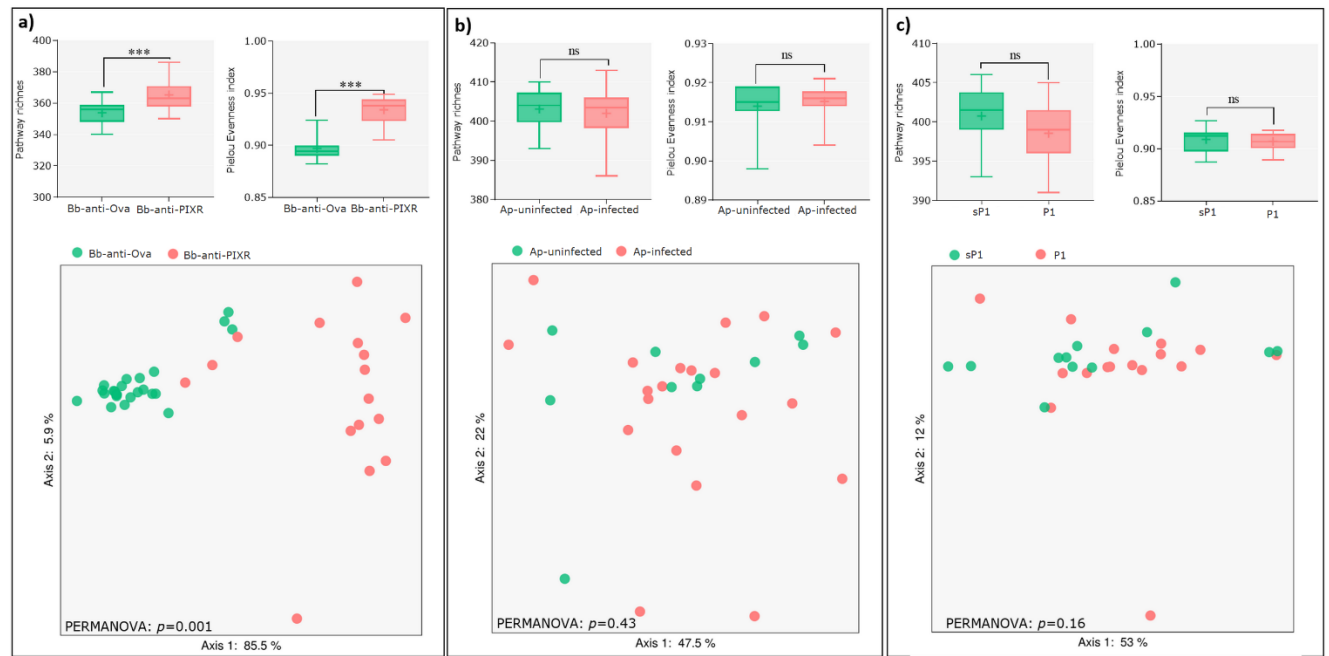 a)
400
380
360
340
320
300
Pathway richnes
***
Bb-anti-Ova Bb-anti-PIXR
1.00
0.95
0.90
0.85
Pielou Evenness index
***
Bb-anti-Ova Bb-anti-PIXR
Bb-anti-Ova Bb-anti-PIXR
Axis 2: 5.9 %
PERMANOVA: p=0.001
Axis 1: 85.5 %
b)
420
410
400
390
380
Pathway richnes
ns
Ap-uninfected Ap-infected
0.93
0.92
0.91
0.90
0.89
Pielou Evenness index
ns
Ap-uninfected Ap-infected
Ap-uninfected Ap-infected
Axis 2: 22 %
PERMANOVA: p=0.43
Axis 1: 47.5 %
c)
410
405
400
395
390
Pathway richnes
ns
sP1 P1
1.00
0.95
0.90
0.85
Pielou Evenness index
ns
sP1 P1
sP1 P1
Axis 2: 12 %
PERMANOVA: p=0.16
Axis 1: 53 %